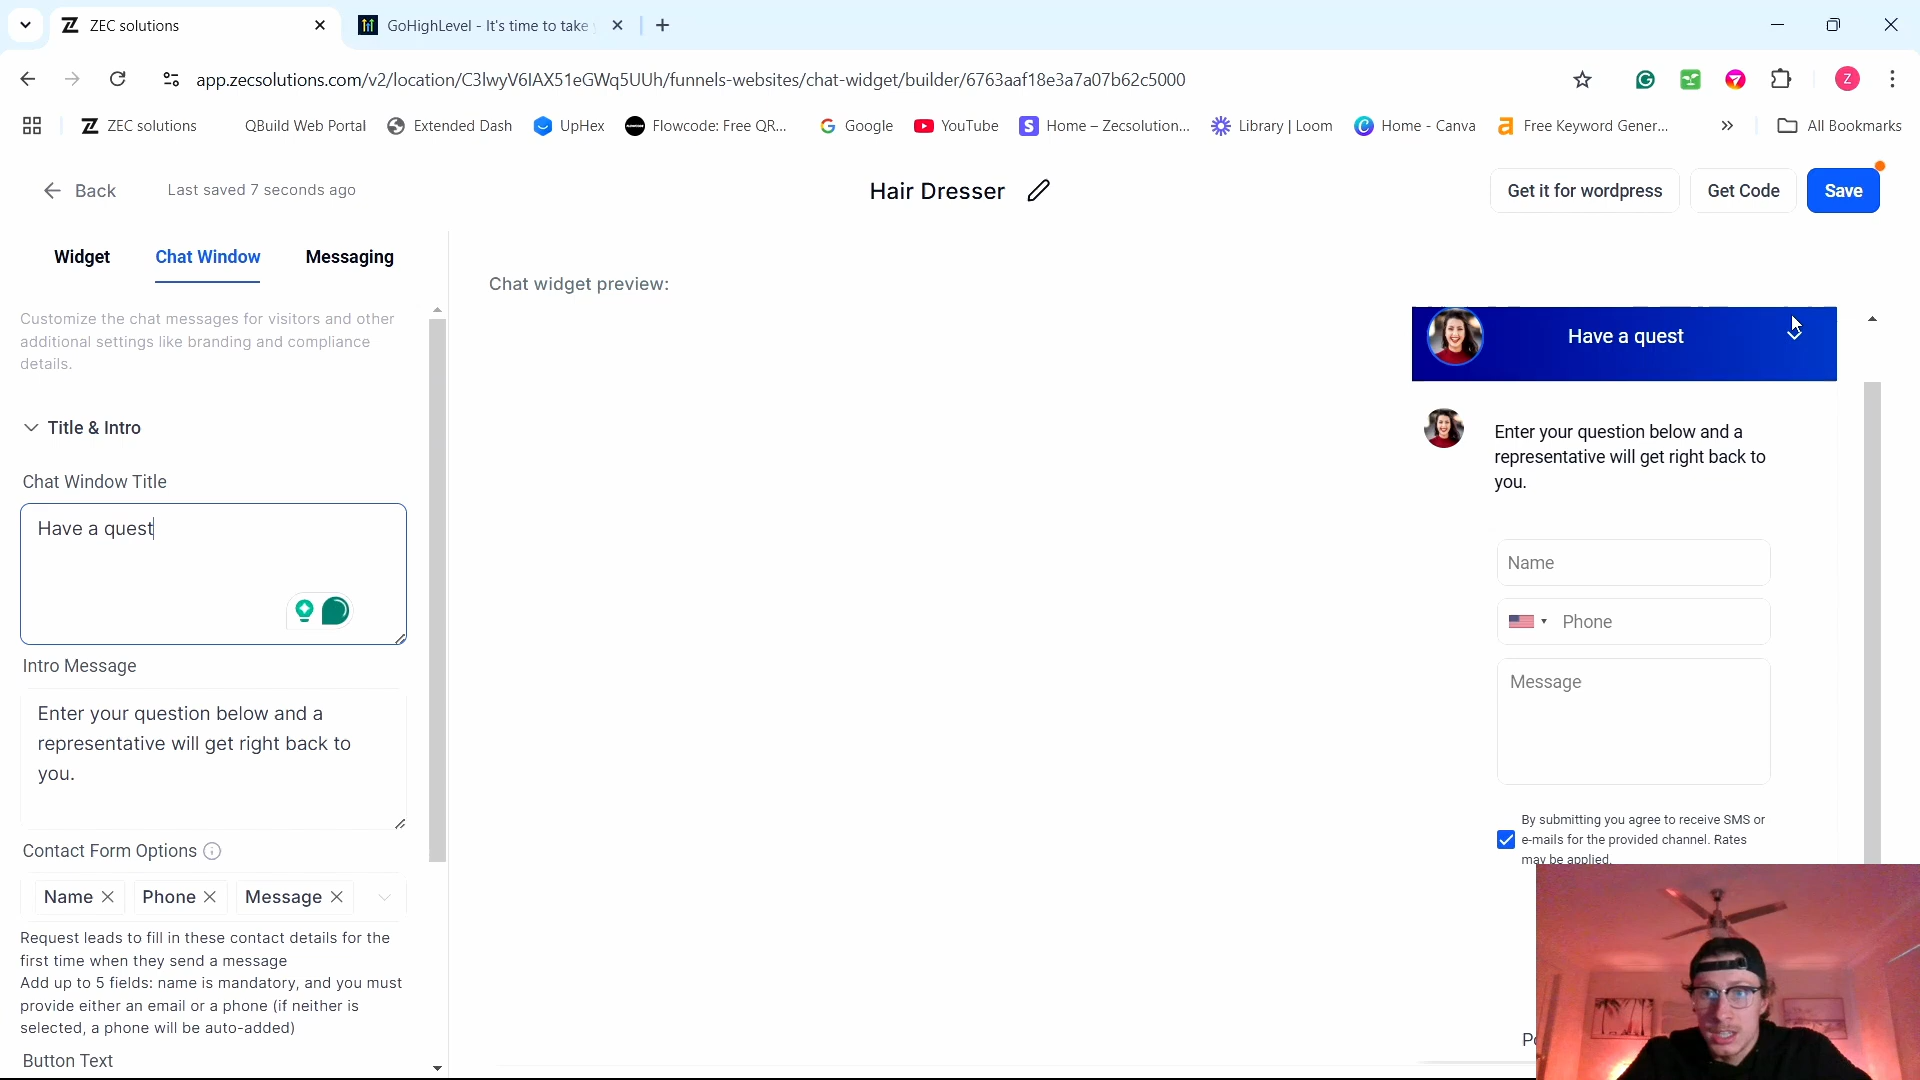 ZEC solutions
GoHighLevel - It's time to take
app.zecsolutions.com/v2/location/C3lwyV6IAX51eGWq5UUh/funnels-websites/chat-widget/builder/6763aaf18e3a7a07b62c5000
Z
ZEC solutions
QBuild Web Portal
Extended Dash
UpHex
Flowcode: Free QR...
Google
YouTube
Home – Zecsolution...
Library | Loom
Home - Canva
Free Keyword Gener...
All Bookmarks
Back
Last saved 7 seconds ago
Hair Dresser
Get it for wordpress
Get Code
Save
Widget
Chat Window
Messaging
Customize the chat messages for visitors and other
additional settings like branding and compliance
details.
Title & Intro
Chat Window Title
Have a quest
Intro Message
Enter your question below and a
representative will get right back to
you.
Contact Form Options
Name
Phone
Message
Request leads to fill in these contact details for the
first time when they send a message
Add up to 5 fields: name is mandatory, and you must
provide either an email or a phone (if neither is
selected, a phone will be auto-added)
Button Text
Chat widget preview:
Have a quest
Enter your question below and a
representative will get right back to
you.
Name
Phone
Message
By submitting you agree to receive SMS or
e-mails for the provided channel. Rates
may be applied.